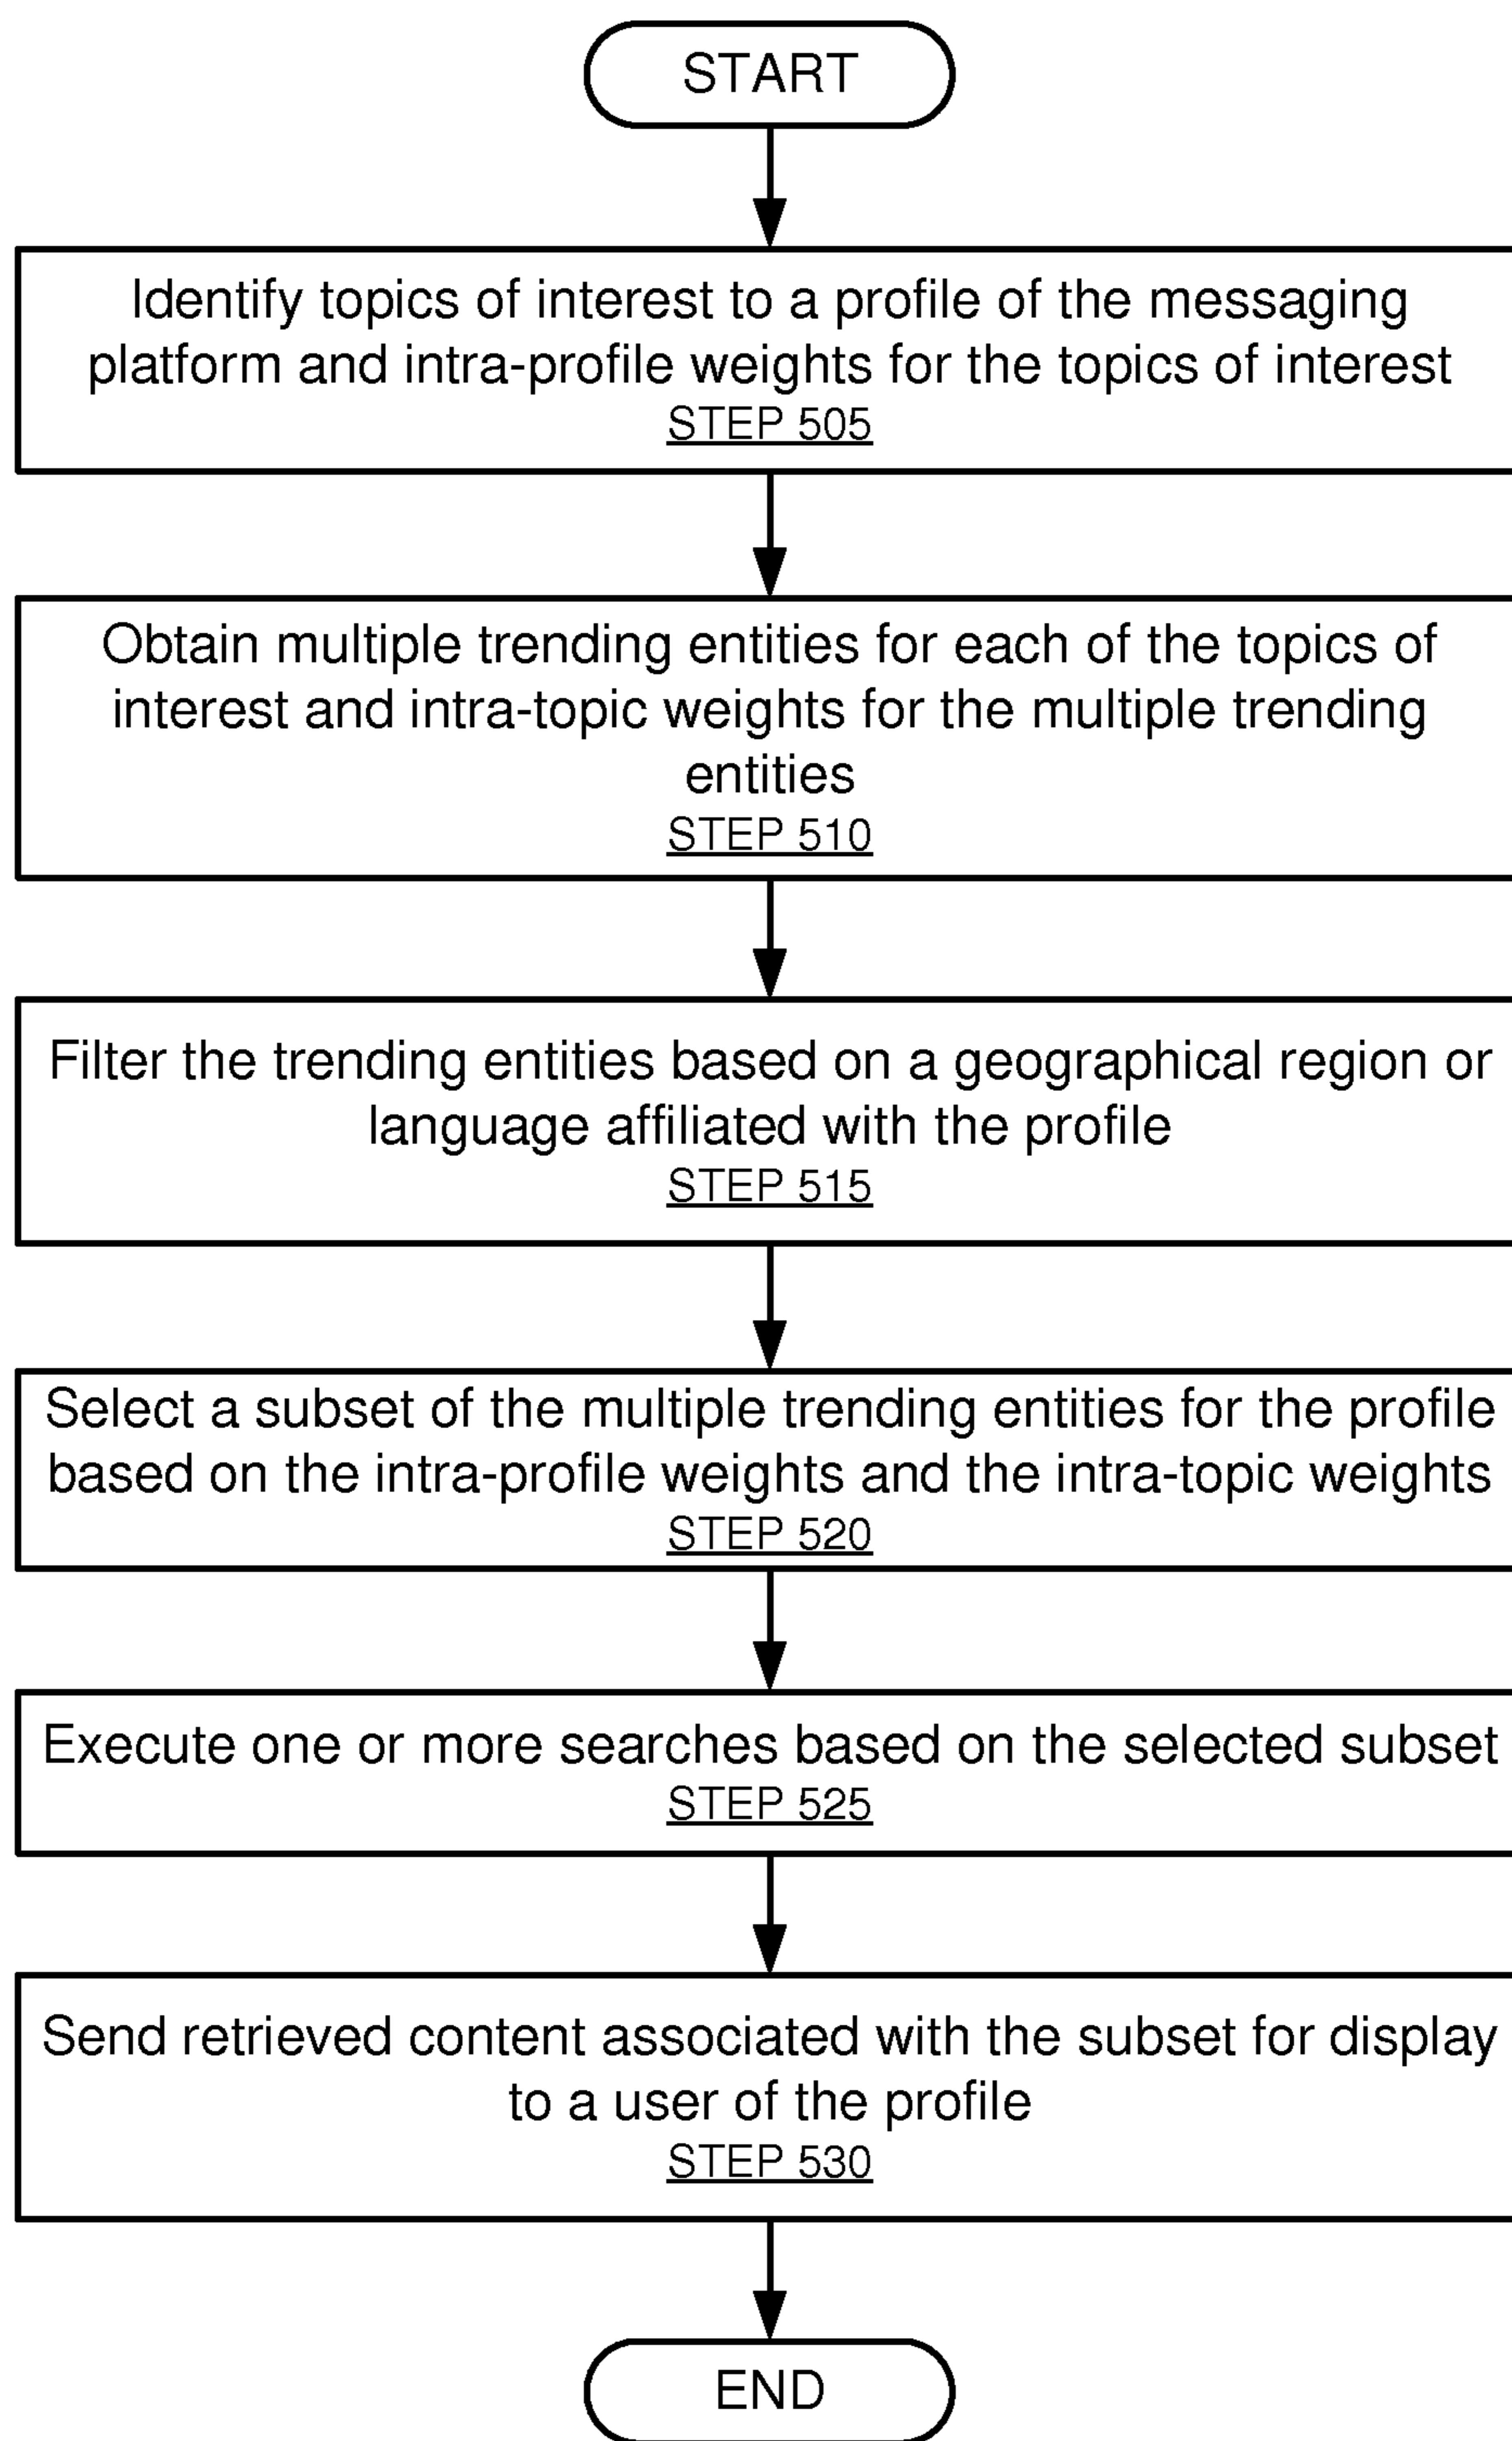 START
Identify topics of interest to a profile of the messaging
platform and intra-profile weights for the topics of interest
STEP 505
Obtain multiple trending entities for each of the topics of
interest and intra-topic weights for the multiple trending
entities
STEP 510
Filter the trending entities based on a geographical region or
language affiliated with the profile
STEP 515
Select a subset of the multiple trending entities for the profile
based on the intra-profile weights and the intra-topic weights
STEP 520
Execute one or more searches based on the selected subset
STEP 525
Send retrieved content associated with the subset for display
to a user of the profile
STEP 530
END